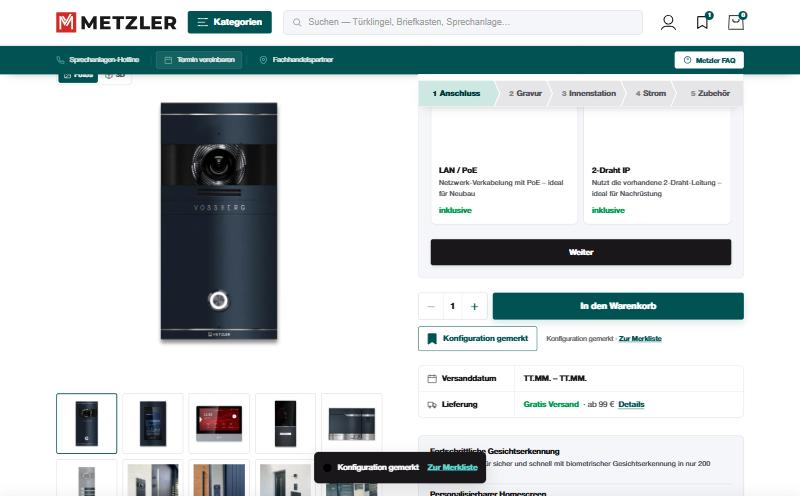 METZLER
Kategorien
Suchen — Türklingel, Briefkasten, Sprechanlage...
1
0
Sprechanlagen-Hotline
Termin vereinbaren
Fachhandelspartner
Metzler FAQ
Fotos
3D
1 Anschluss
2 Gravur
3 Innenstation
4 Strom
5 Zubehör
VOSSBERG
METZLER
LAN / PoE
Netzwerk-Verkabelung mit PoE – ideal
für Neubau
inklusive
2-Draht IP
Nutzt die vorhandene 2-Draht-Leitung –
ideal für Nachrüstung
inklusive
Weiter
− 1 +
In den Warenkorb
Konfiguration gemerkt
Konfiguration gemerkt · Zur Merkliste
Versanddatum
TT.MM. – TT.MM.
Lieferung
Gratis Versand · ab 99 € Details
Fortschrittliche Gesichtserkennung
für sicher und schnell mit biometrischer Gesichtserkennung in nur 200
Personalisierbarer Homescreen
Konfiguration gemerkt Zur Merkliste